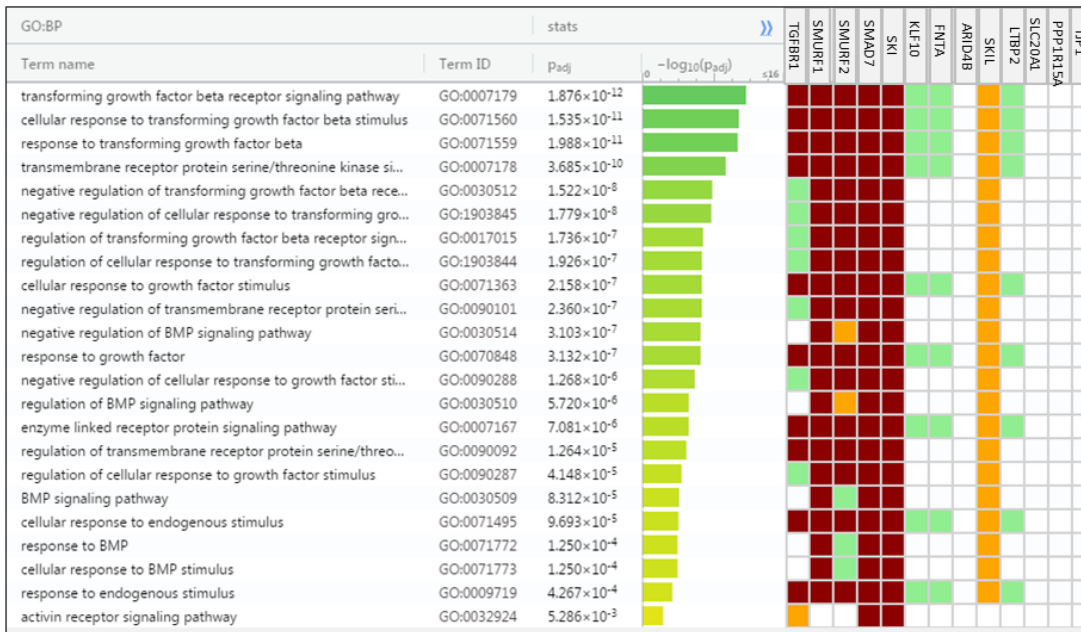 GO:BP stats »
TGFBR1 SMURF1 SMURF2 SMAD7 SKI KLF10 FNTA ARID4B SKIL LTBP2 SLC20A1 PPP1R15A
Term name Term ID padj −log10(padj)
0 ≤16
transforming growth factor beta receptor signaling pathway GO:0007179 1.876×10-12
cellular response to transforming growth factor beta stimulus GO:0071560 1.535×10-11
response to transforming growth factor beta GO:0071559 1.988×10-11
transmembrane receptor protein serine/threonine kinase si... GO:0007178 3.685×10-10
negative regulation of transforming growth factor beta rece... GO:0030512 1.522×10-8
negative regulation of cellular response to transforming gro... GO:1903845 1.779×10-8
regulation of transforming growth factor beta receptor sign... GO:0017015 1.736×10-7
regulation of cellular response to transforming growth facto... GO:1903844 1.926×10-7
cellular response to growth factor stimulus GO:0071363 2.158×10-7
negative regulation of transmembrane receptor protein seri... GO:0090101 2.360×10-7
negative regulation of BMP signaling pathway GO:0030514 3.103×10-7
response to growth factor GO:0070848 3.132×10-7
negative regulation of cellular response to growth factor sti... GO:0090288 1.268×10-6
regulation of BMP signaling pathway GO:0030510 5.720×10-6
enzyme linked receptor protein signaling pathway GO:0007167 7.081×10-6
regulation of transmembrane receptor protein serine/threo... GO:0090092 1.264×10-5
regulation of cellular response to growth factor stimulus GO:0090287 4.148×10-5
BMP signaling pathway GO:0030509 8.312×10-5
cellular response to endogenous stimulus GO:0071495 9.693×10-5
response to BMP GO:0071772 1.250×10-4
cellular response to BMP stimulus GO:0071773 1.250×10-4
response to endogenous stimulus GO:0009719 4.267×10-4
activin receptor signaling pathway GO:0032924 5.286×10-3